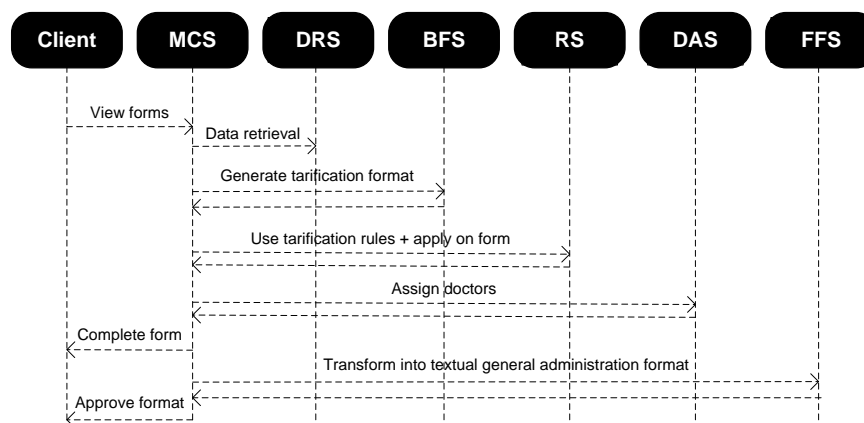 Client MCS DRS BFS RS DAS FFS
View forms
Data retrieval
Generate tarification format
Use tarification rules + apply on form
Assign doctors
Complete form
Transform into textual general administration format
Approve format